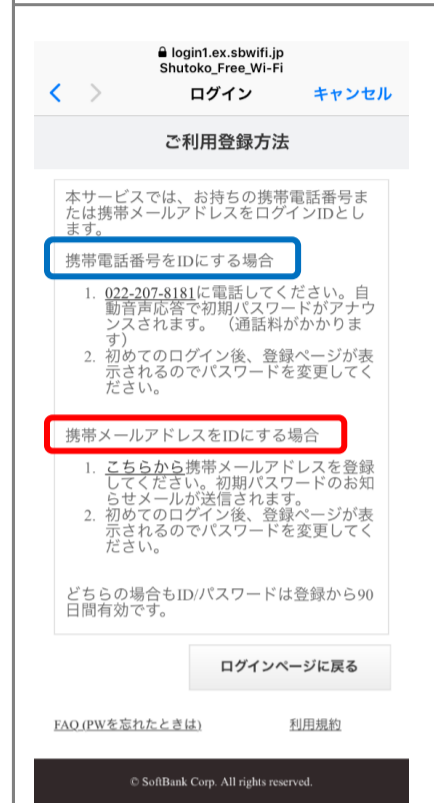 login1.ex.sbwifi.jp
Shutoko_Free_Wi-Fi
ログイン
キャンセル
ご利用登録方法
本サービスでは、お持ちの携帯電話番号ま
たは携帯メールアドレスをログインIDとし
ます。
携帯電話番号をIDにする場合
1. 022-207-8181に電話してください。自
動音声応答で初期パスワードがアナウ
ンスされます。（通話料がかかりま
す）
2. 初めてのログイン後、登録ページが表
示されるのでパスワードを変更してく
ださい。
携帯メールアドレスをIDにする場合
1. こちらから携帯メールアドレスを登録
してください。初期パスワードのお知
らせメールが送信されます。
2. 初めてのログイン後、登録ページが表
示されるのでパスワードを変更してく
ださい。
どちらの場合もID/パスワードは登録から90
日間有効です。
ログインページに戻る
FAQ (PWを忘れたときは)
利用規約
© SoftBank Corp. All rights reserved.